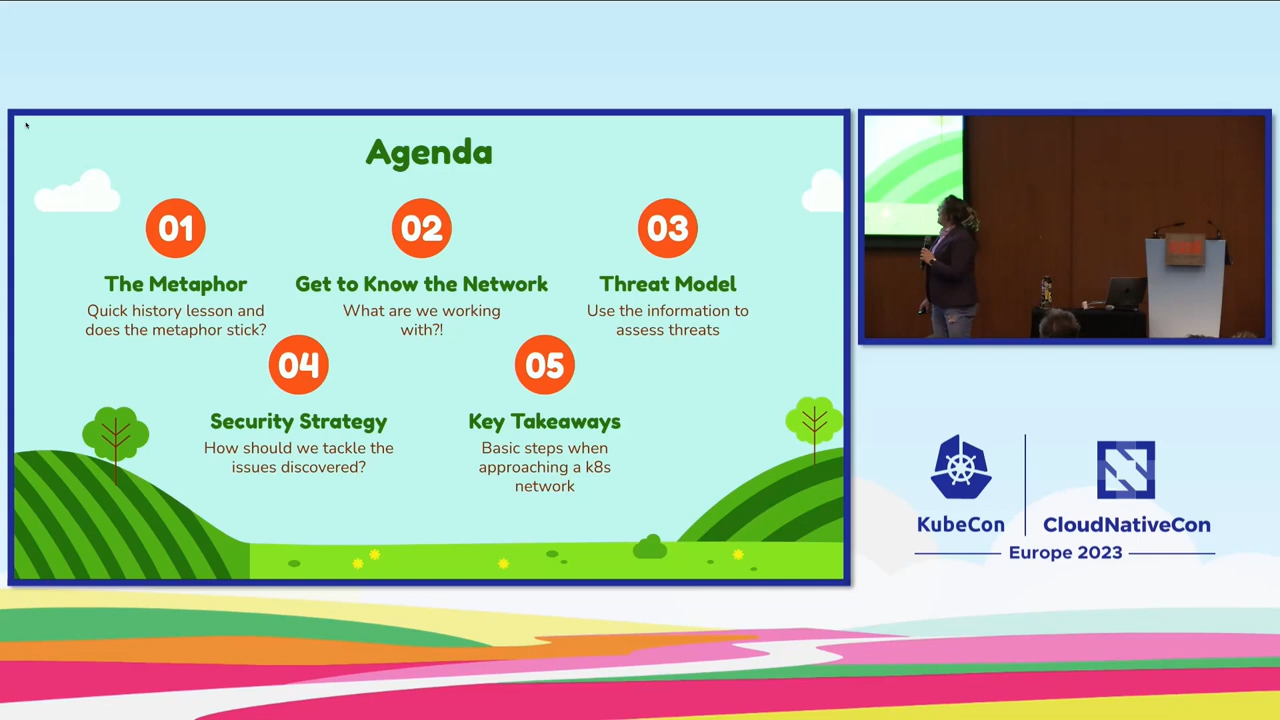 Agenda
01
The Metaphor
Quick history lesson and
does the metaphor stick?
02
Get to Know the Network
What are we working
with?!
03
Threat Model
Use the information to
assess threats
04
Security Strategy
How should we tackle the
issues discovered?
05
Key Takeaways
Basic steps when
approaching a k8s
network
KubeCon
CloudNativeCon
Europe 2023